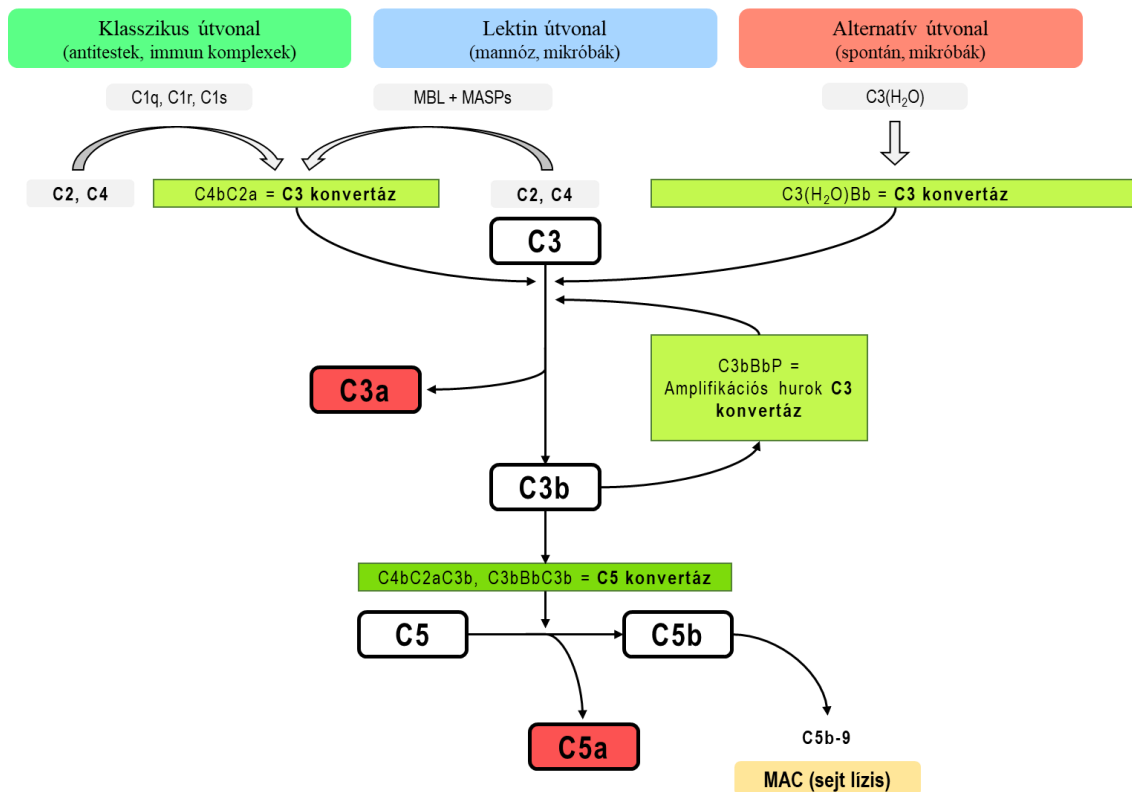 Klasszikus útvonal
(antitestek, immun komplexek)
Lektin útvonal
(mannóz, mikróbák)
Alternatív útvonal
(spontán, mikróbák)
C1q, C1r, C1s
MBL + MASPs
C3(H₂O)
C2, C4
C4bC2a = C3 konvertáz
C2, C4
C3(H₂O)Bb = C3 konvertáz
C3
C3bBbP =
Amplifikációs hurok C3
konvertáz
C3a
C3b
C4bC2aC3b, C3bBbC3b = C5 konvertáz
C5
C5b
C5a
C5b-9
MAC (sejt lízis)